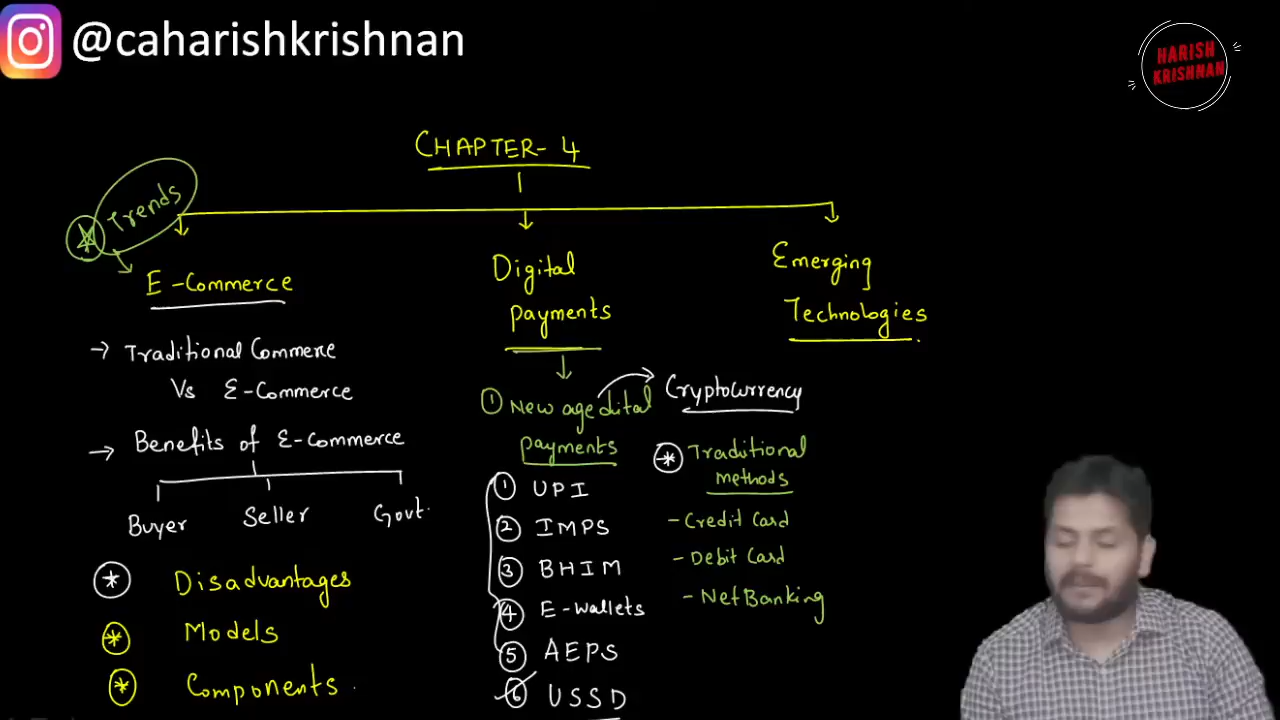 @caharishkrishnan
HARISH
KRISHNAN
CHAPTER- 4
Trends
E-Commerce
→ Traditional Commerce
Vs E-Commerce
→ Benefits of E-commerce
Buyer Seller Govt.
Disadvantages
Models
Components
Digital
payments
① New age dital
payments
① UPI
② IMPS
③ BHIM
④ E-wallets
⑤ AEPS
⑥ USSD
Cryptocurrency
Traditional
methods
- Credit Card
- Debit Card
- NetBanking
Emerging
Technologies